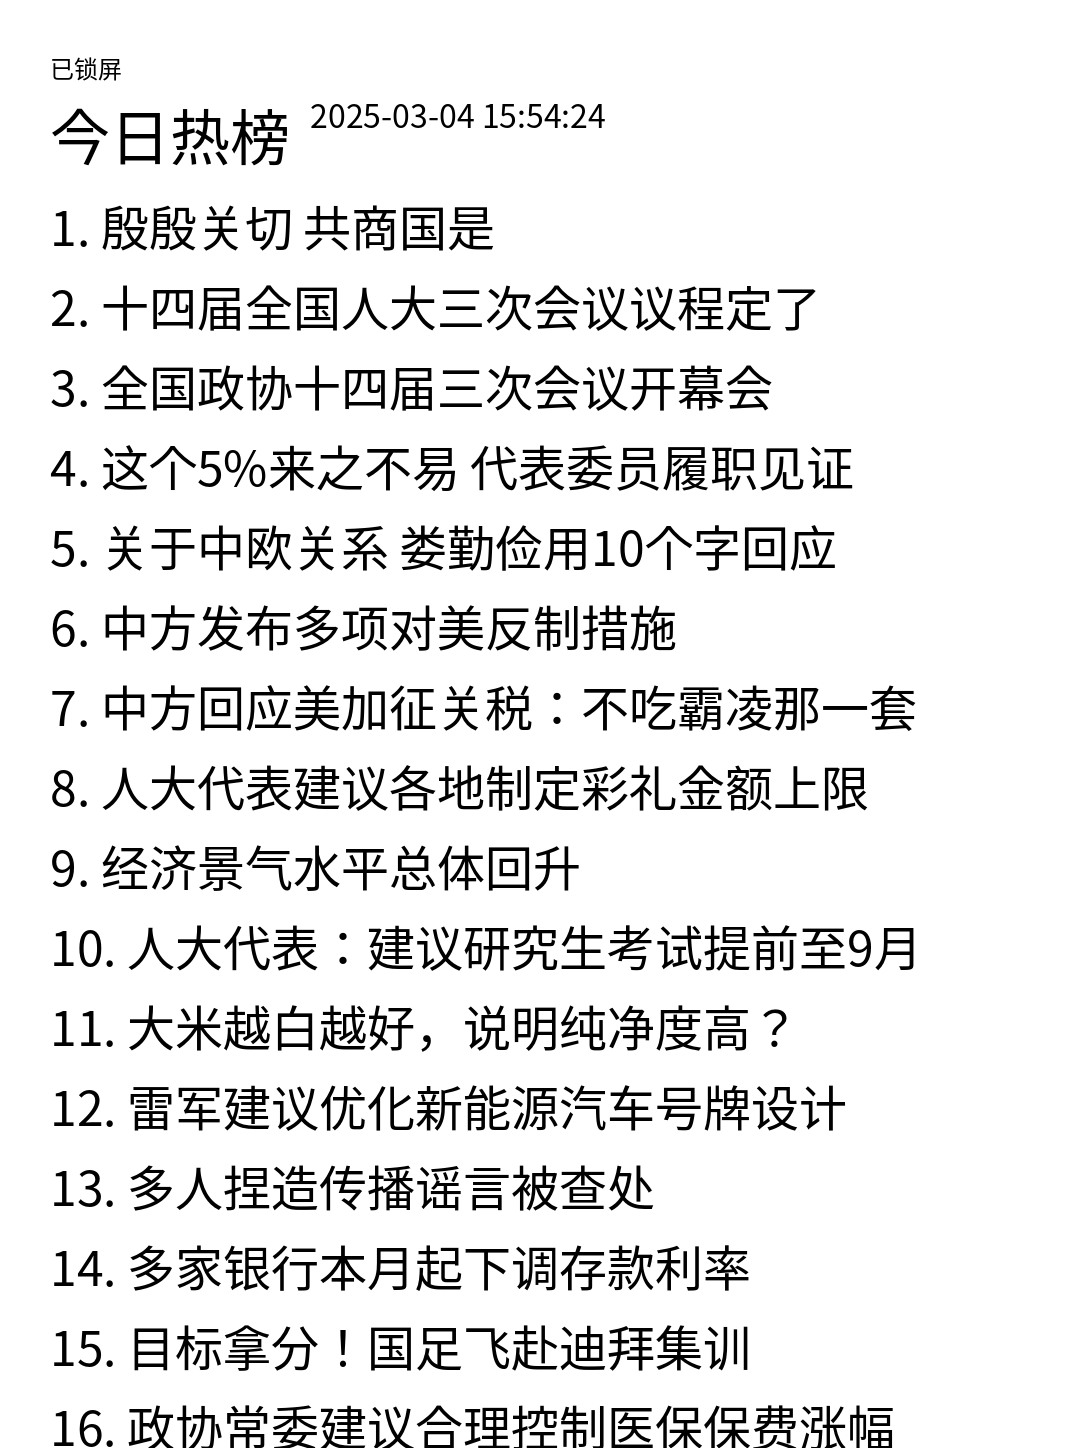 已锁屏
今日热榜 2025-03-04 15:54:24
1. 殷殷关切 共商国是
2. 十四届全国人大三次会议议程定了
3. 全国政协十四届三次会议开幕会
4. 这个5%来之不易 代表委员履职见证
5. 关于中欧关系 娄勤俭用10个字回应
6. 中方发布多项对美反制措施
7. 中方回应美加征关税：不吃霸凌那一套
8. 人大代表建议各地制定彩礼金额上限
9. 经济景气水平总体回升
10. 人大代表：建议研究生考试提前至9月
11. 大米越白越好，说明纯净度高？
12. 雷军建议优化新能源汽车号牌设计
13. 多人捏造传播谣言被查处
14. 多家银行本月起下调存款利率
15. 目标拿分！国足飞赴迪拜集训
16. 政协常委建议合理控制医保保费涨幅